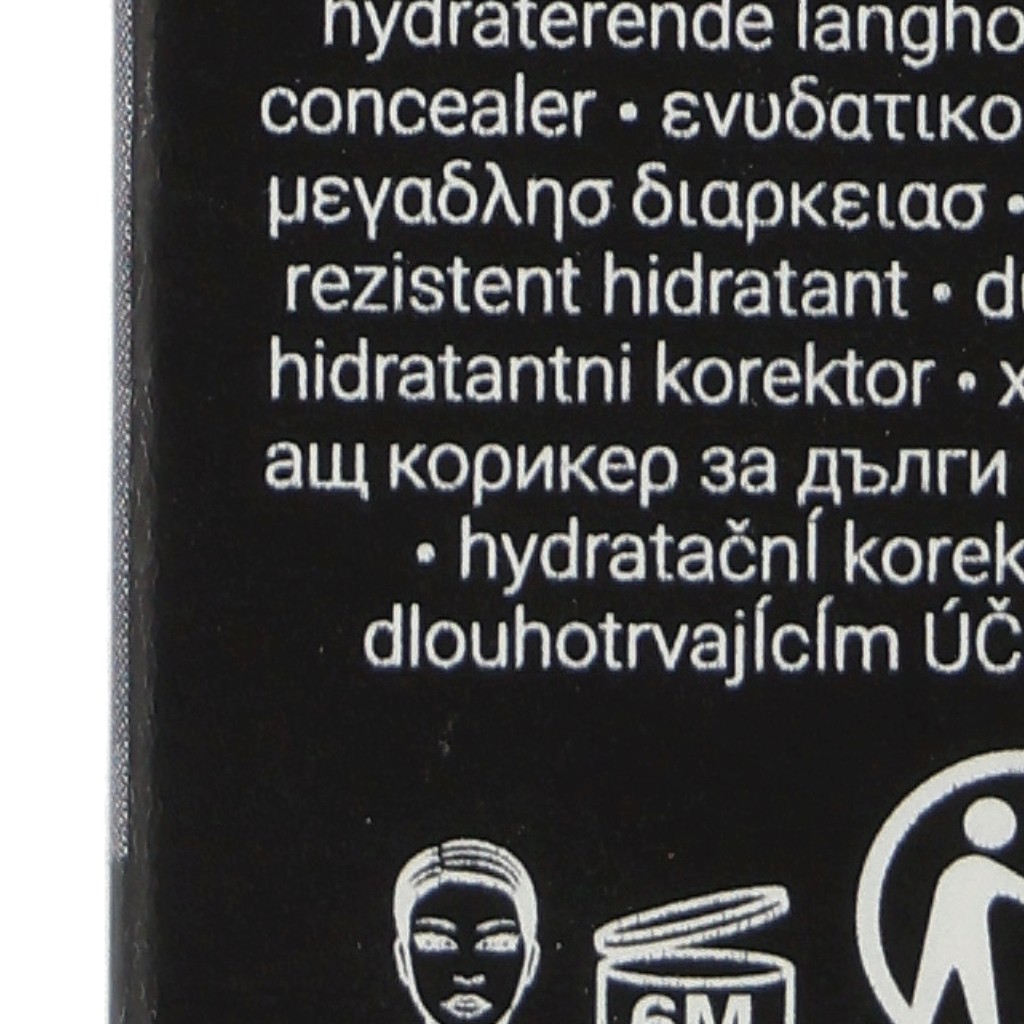 hydraterende langho
concealer • ενυδατικο
μεγαδλησ διαρκειασ •
rezistent hidratant • du
hidratantni korektor • x
ащ корикер за дълги
• hydratační korek
dlouhotrvajícím ÚČ
6M